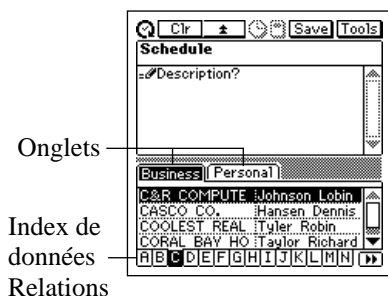 Clr Save Tools
Schedule
Description?
Onglets
Business Personal
C&R COMPUTE Johnson Lobin
CASCO CO. Hansen Dennis
COOLEST REAL Tyler Robin
CORAL BAY HO Taylor Richard
A B C D E F G H I J K L M N
Index de
données
Relations